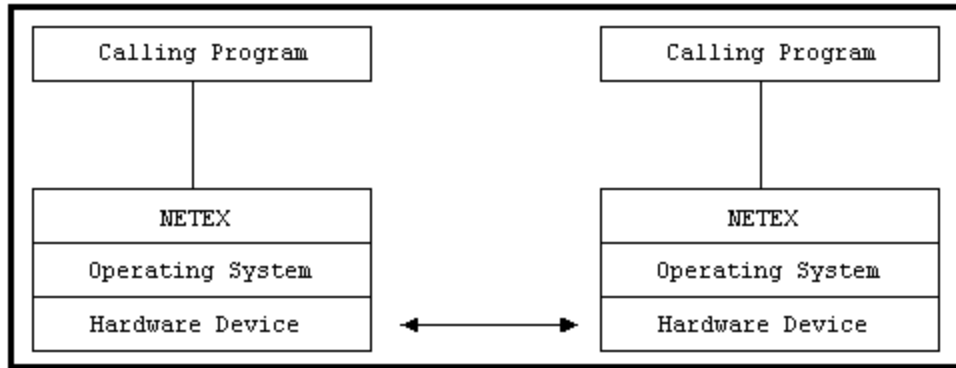 Calling Program
Calling Program
NETEX
NETEX
Operating System
Operating System
Hardware Device
Hardware Device